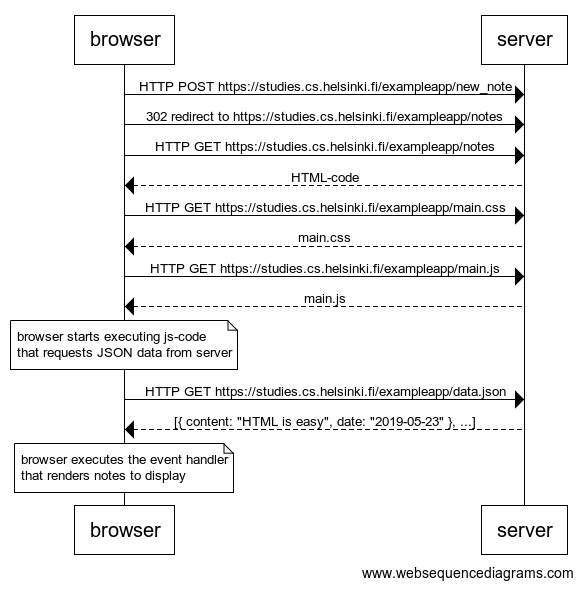 browser
server
HTTP POST https://studies.cs.helsinki.fi/exampleapp/new_note
302 redirect to https://studies.cs.helsinki.fi/exampleapp/notes
HTTP GET https://studies.cs.helsinki.fi/exampleapp/notes
HTML-code
HTTP GET https://studies.cs.helsinki.fi/exampleapp/main.css
main.css
HTTP GET https://studies.cs.helsinki.fi/exampleapp/main.js
main.js
browser starts executing js-code
that requests JSON data from server
HTTP GET https://studies.cs.helsinki.fi/exampleapp/data.json
[{ content: "HTML is easy", date: "2019-05-23" }, ...]
browser executes the event handler
that renders notes to display
browser
server
www.websequencediagrams.com